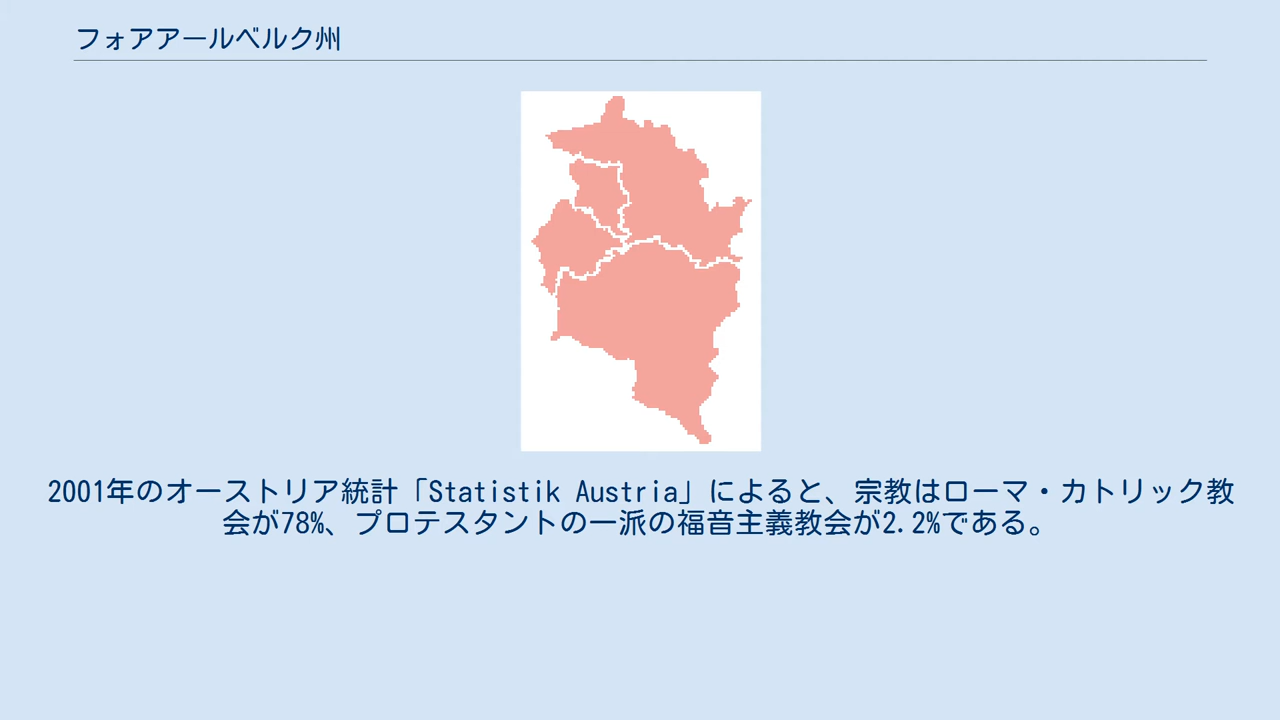 フォアアールベルク州
2001年のオーストリア統計「Statistik Austria」によると、宗教はローマ・カトリック教
会が78%、プロテスタントの一派の福音主義教会が2.2%である。